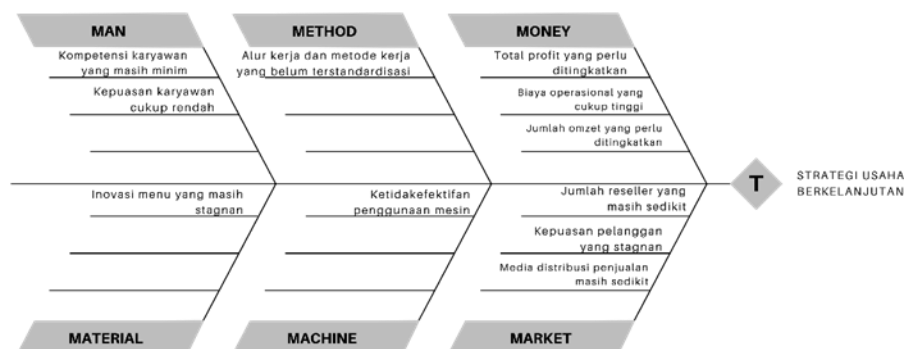 MAN
METHOD
MONEY
Kompetensi karyawan
yang masih minim
Kepuasan karyawan
cukup rendah
Alur kerja dan metode kerja
yang belum terstandardisasi
Total profit yang perlu
ditingkatkan
Biaya operasional yang
cukup tinggi
Jumlah omzet yang perlu
ditingkatkan
T
STRATEGI USAHA
BERKELANJUTAN
Inovasi menu yang masih
stagnan
Ketidakefektifan
penggunaan mesin
Jumlah reseller yang
masih sedikit
Kepuasan pelanggan
yang stagnan
Media distribusi penjualan
masih sedikit
MATERIAL
MACHINE
MARKET